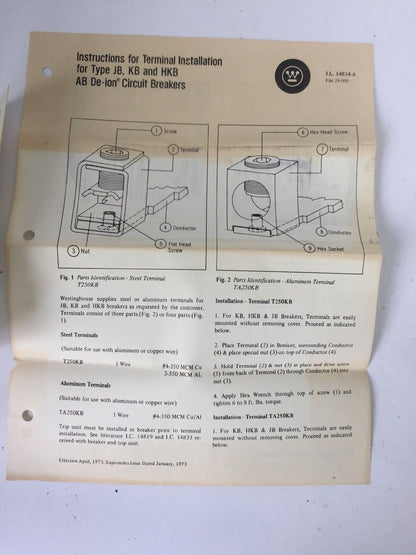 Instructions for Terminal Installation
for Type JB, KB and HKB
AB De-ion® Circuit Breakers
I.L. 14814-A
File 29-000
1 Screw
2 Terminal
3 Nut
4 Conductor
5 Flat Head
Screw
6 Hex Head Screw
7 Terminal
8 Conductor
9 Hex Socket
Fig. 1 Parts Identification - Steel Terminal
T250KB
Westinghouse supplies steel or aluminum terminals for
JB, KB and HKB breakers as requested by the customer.
Terminals consist of three parts (Fig. 2) or four parts (Fig.
1).
Steel Terminals
(Suitable for use with aluminum or copper wire)
T250KB 1 Wire #4-350 MCM Cu
2-350 MCM AL
Aluminum Terminals
(Suitable for use with aluminum or copper wire)
TA250KB 1 Wire #4-350 MCM Cu/Al
Trip unit must be installed in breaker prior to terminal
installation. See literature I.C. 14819 and I.C. 14833 re-
ceived with breaker and trip unit.
Effective April, 1973, Supersedes Issue Dated January, 1973
Fig. 2 Parts Identification - Aluminum Terminal
TA250KB
Installation - Terminal T250KB
1. For KB, HKB & JB Breakers, Terminals are easily
mounted without removing cover. Proceed as indicated
below.
2. Place Terminal (2) in Breaker, surrounding Conductor
(4) & place special nut (3) on top of Conductor (4).
3. Hold Terminal (2) & nut (3) in place and drive screw
(5) from back of Terminal (2) through Conductor (4) into
nut (3).
4. Apply Hex Wrench through top of screw (1) and
tighten 6 to 8 ft. lbs. torque.
Installation - Terminal TA250KB
1. For KB, HKB & JB Breakers, Terminals are easily
mounted without removing cover. Proceed as indicated
below.